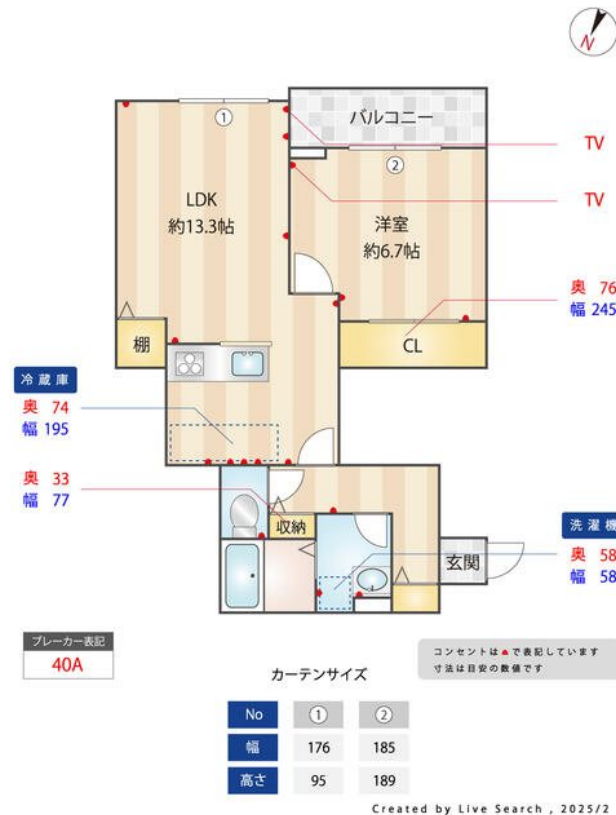 N
バルコニー
①
②
TV
LDK
約13.3帖
洋室
約6.7帖
TV
奥 76
幅 245
棚
CL
冷蔵庫
奥 74
幅 195
奥 33
幅 77
収納
洗濯機
奥 58
幅 58
玄関
ブレーカー表記
40A
コンセントは で表記しています
寸法は目安の数値です
カーテンサイズ
No ① ②
幅 176 185
高さ 95 189
Created by Live Search , 2025/2